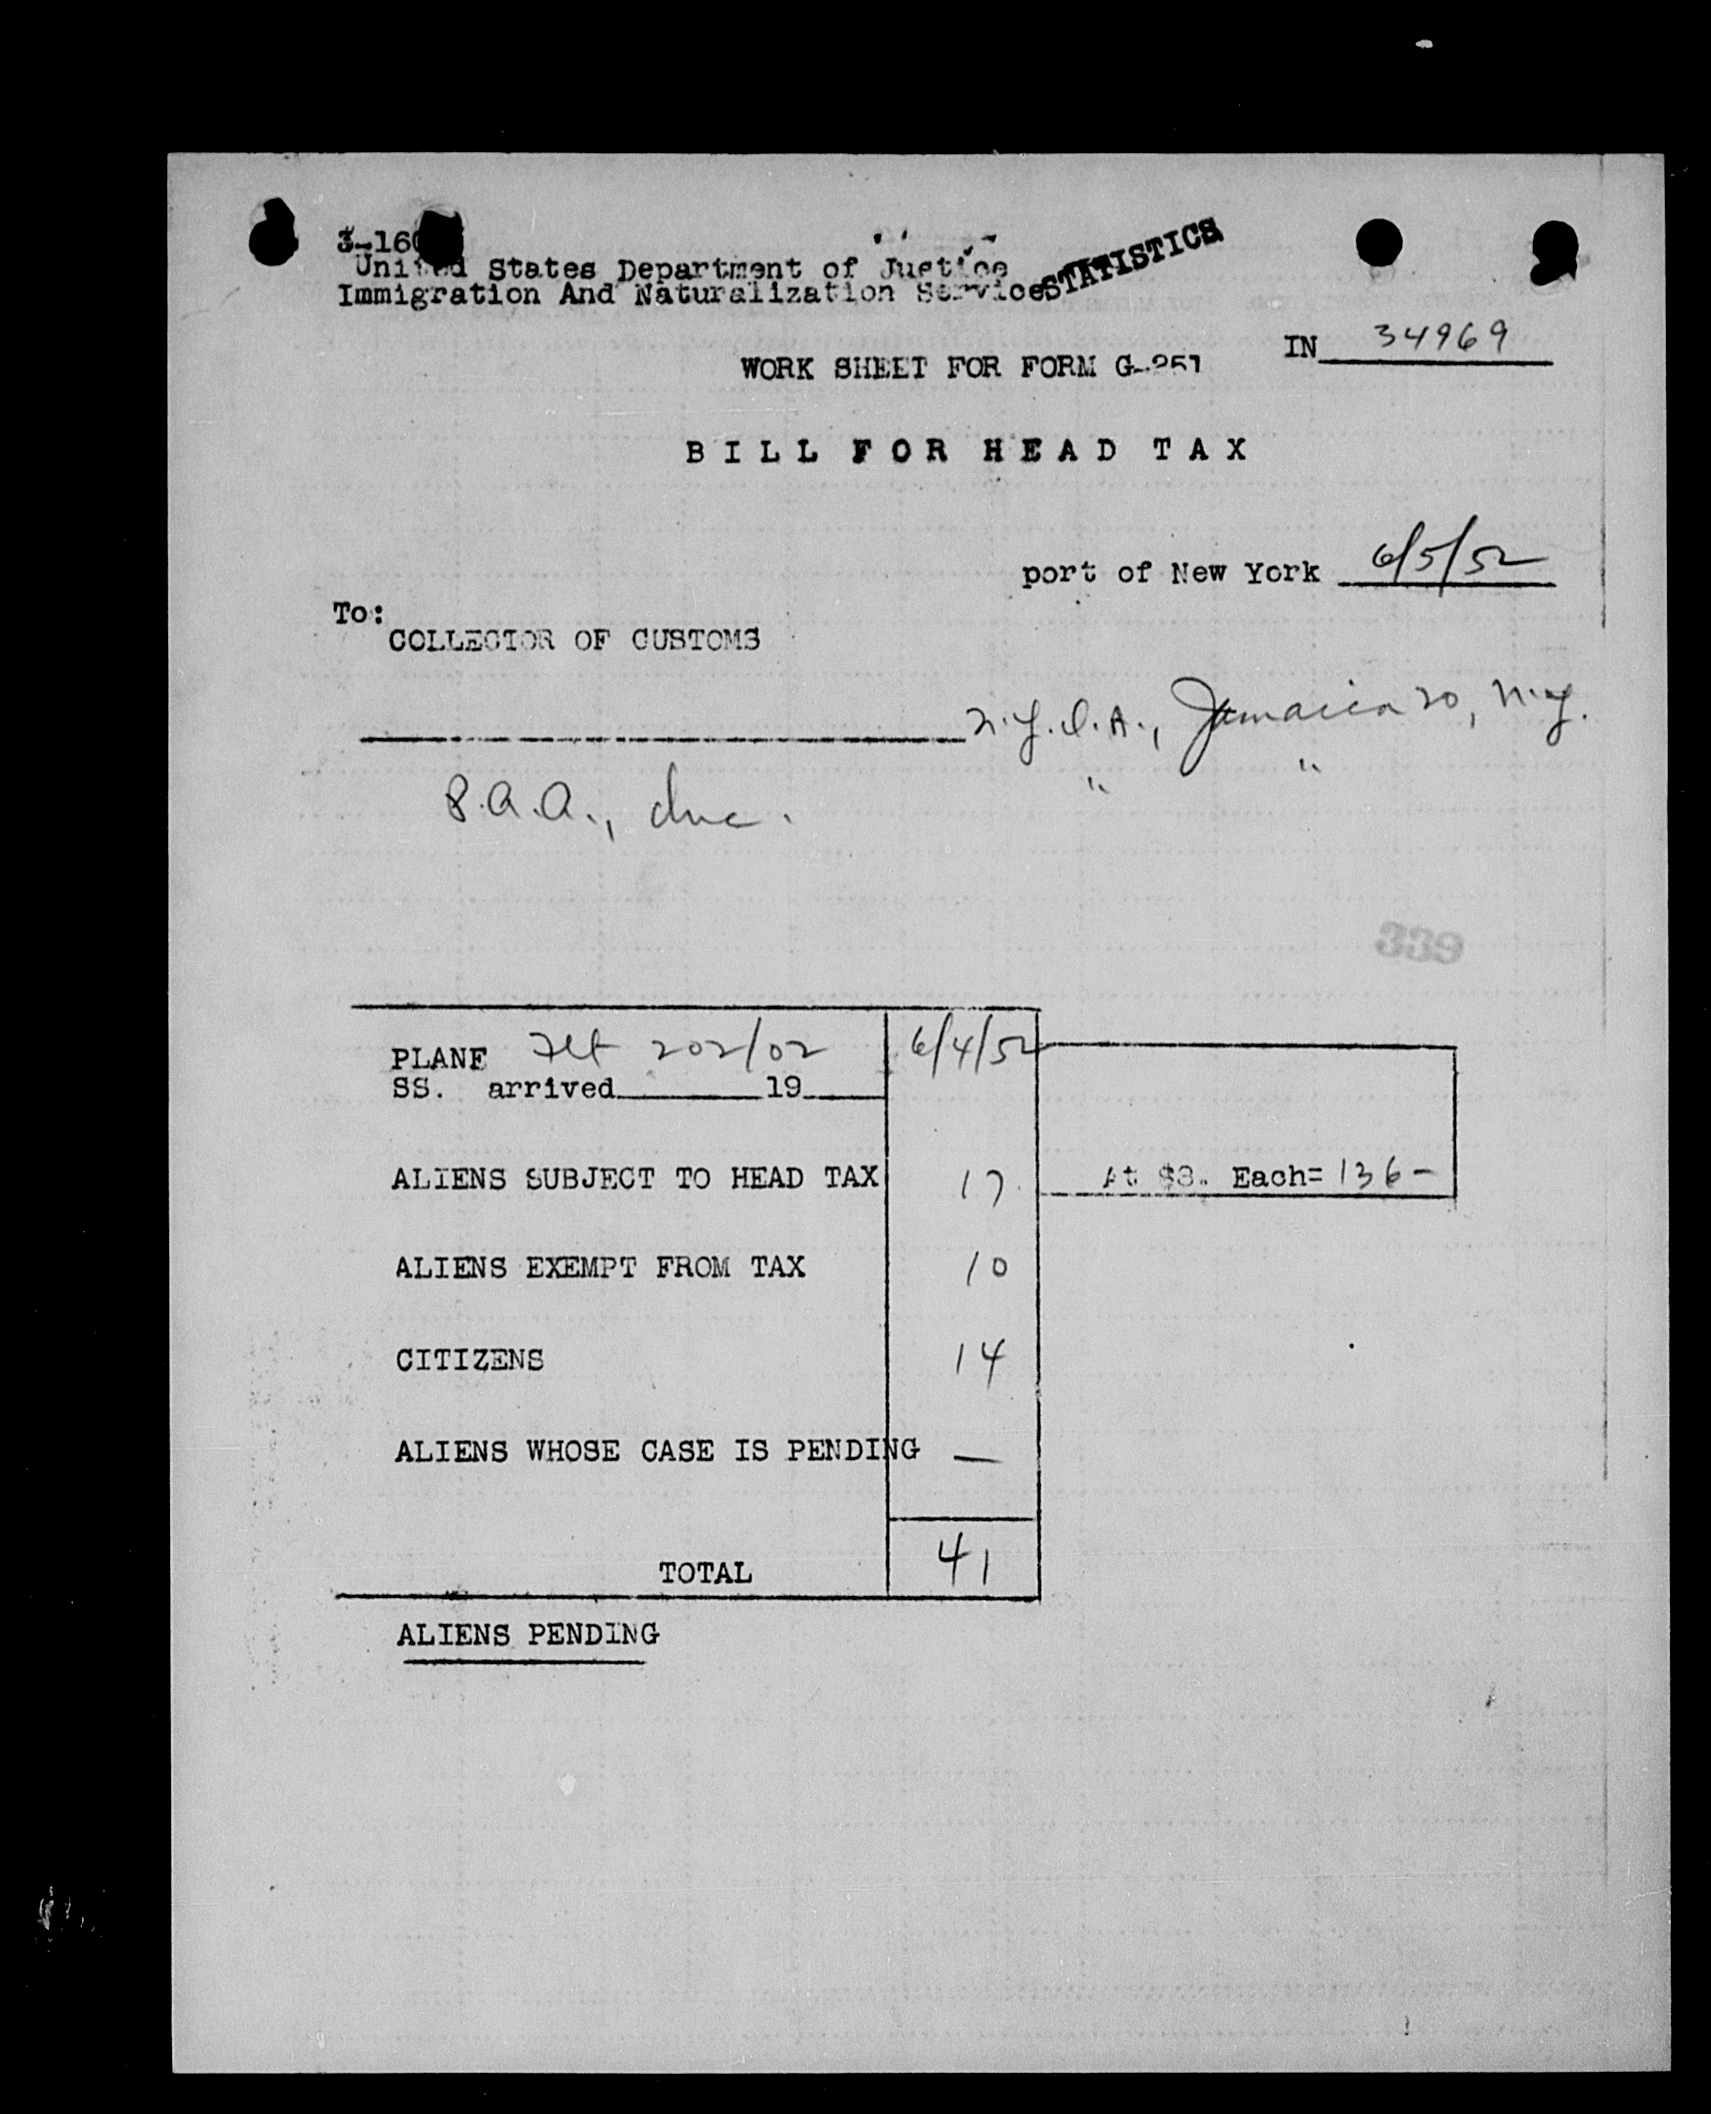 3-16
United States Department of Justice
Immigration And Naturalization Service
STATISTICS
IN 34969
WORK SHEET FOR FORM G-251
BILL FOR HEAD TAX
port of New York 6/5/52
To:
COLLECTOR OF CUSTOMS
N.Y.I.A., Jamaica 20, N.Y.
" "
P.A.A., Inc.
339
PLANE Flt 202/02 6/4/52
SS. arrived 19
ALIENS SUBJECT TO HEAD TAX 17 At $8. Each= 136-
ALIENS EXEMPT FROM TAX 10
CITIZENS 14
ALIENS WHOSE CASE IS PENDING —
TOTAL 41
ALIENS PENDING